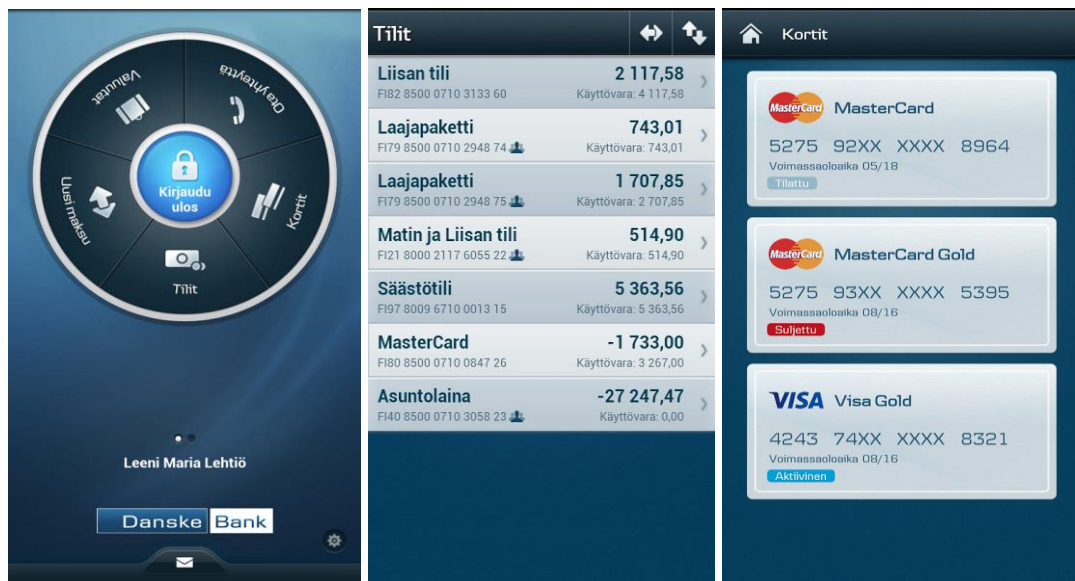 Valuutat
Ota yhteyttä
Uusi maksu
Kirjaudu
ulos
Kortit
Tilit
Leeni Maria Lehtiö
Danske Bank
Tilit
Liisan tili 2 117,58
FI82 8500 0710 3133 60 Käyttövara: 4 117,58
Laajapaketti 743,01
FI79 8500 0710 2948 74 Käyttövara: 743,01
Laajapaketti 1 707,85
FI79 8500 0710 2948 75 Käyttövara: 2 707,85
Matin ja Liisan tili 514,90
FI21 8000 2117 6055 22 Käyttövara: 514,90
Säästötili 5 363,56
FI97 8009 6710 0013 15 Käyttövara: 5 363,56
MasterCard -1 733,00
FI80 8500 0710 0847 26 Käyttövara: 3 267,00
Asuntolaina -27 247,47
FI40 8500 0710 3058 23 Käyttövara: 0,00
Kortit
MasterCard MasterCard
5275 92XX XXXX 8964
Voimassaoloaika 05/18
Tilattu
MasterCard MasterCard Gold
5275 93XX XXXX 5395
Voimassaoloaika 08/16
Suljettu
VISA Visa Gold
4243 74XX XXXX 8321
Voimassaoloaika 08/16
Aktiivinen